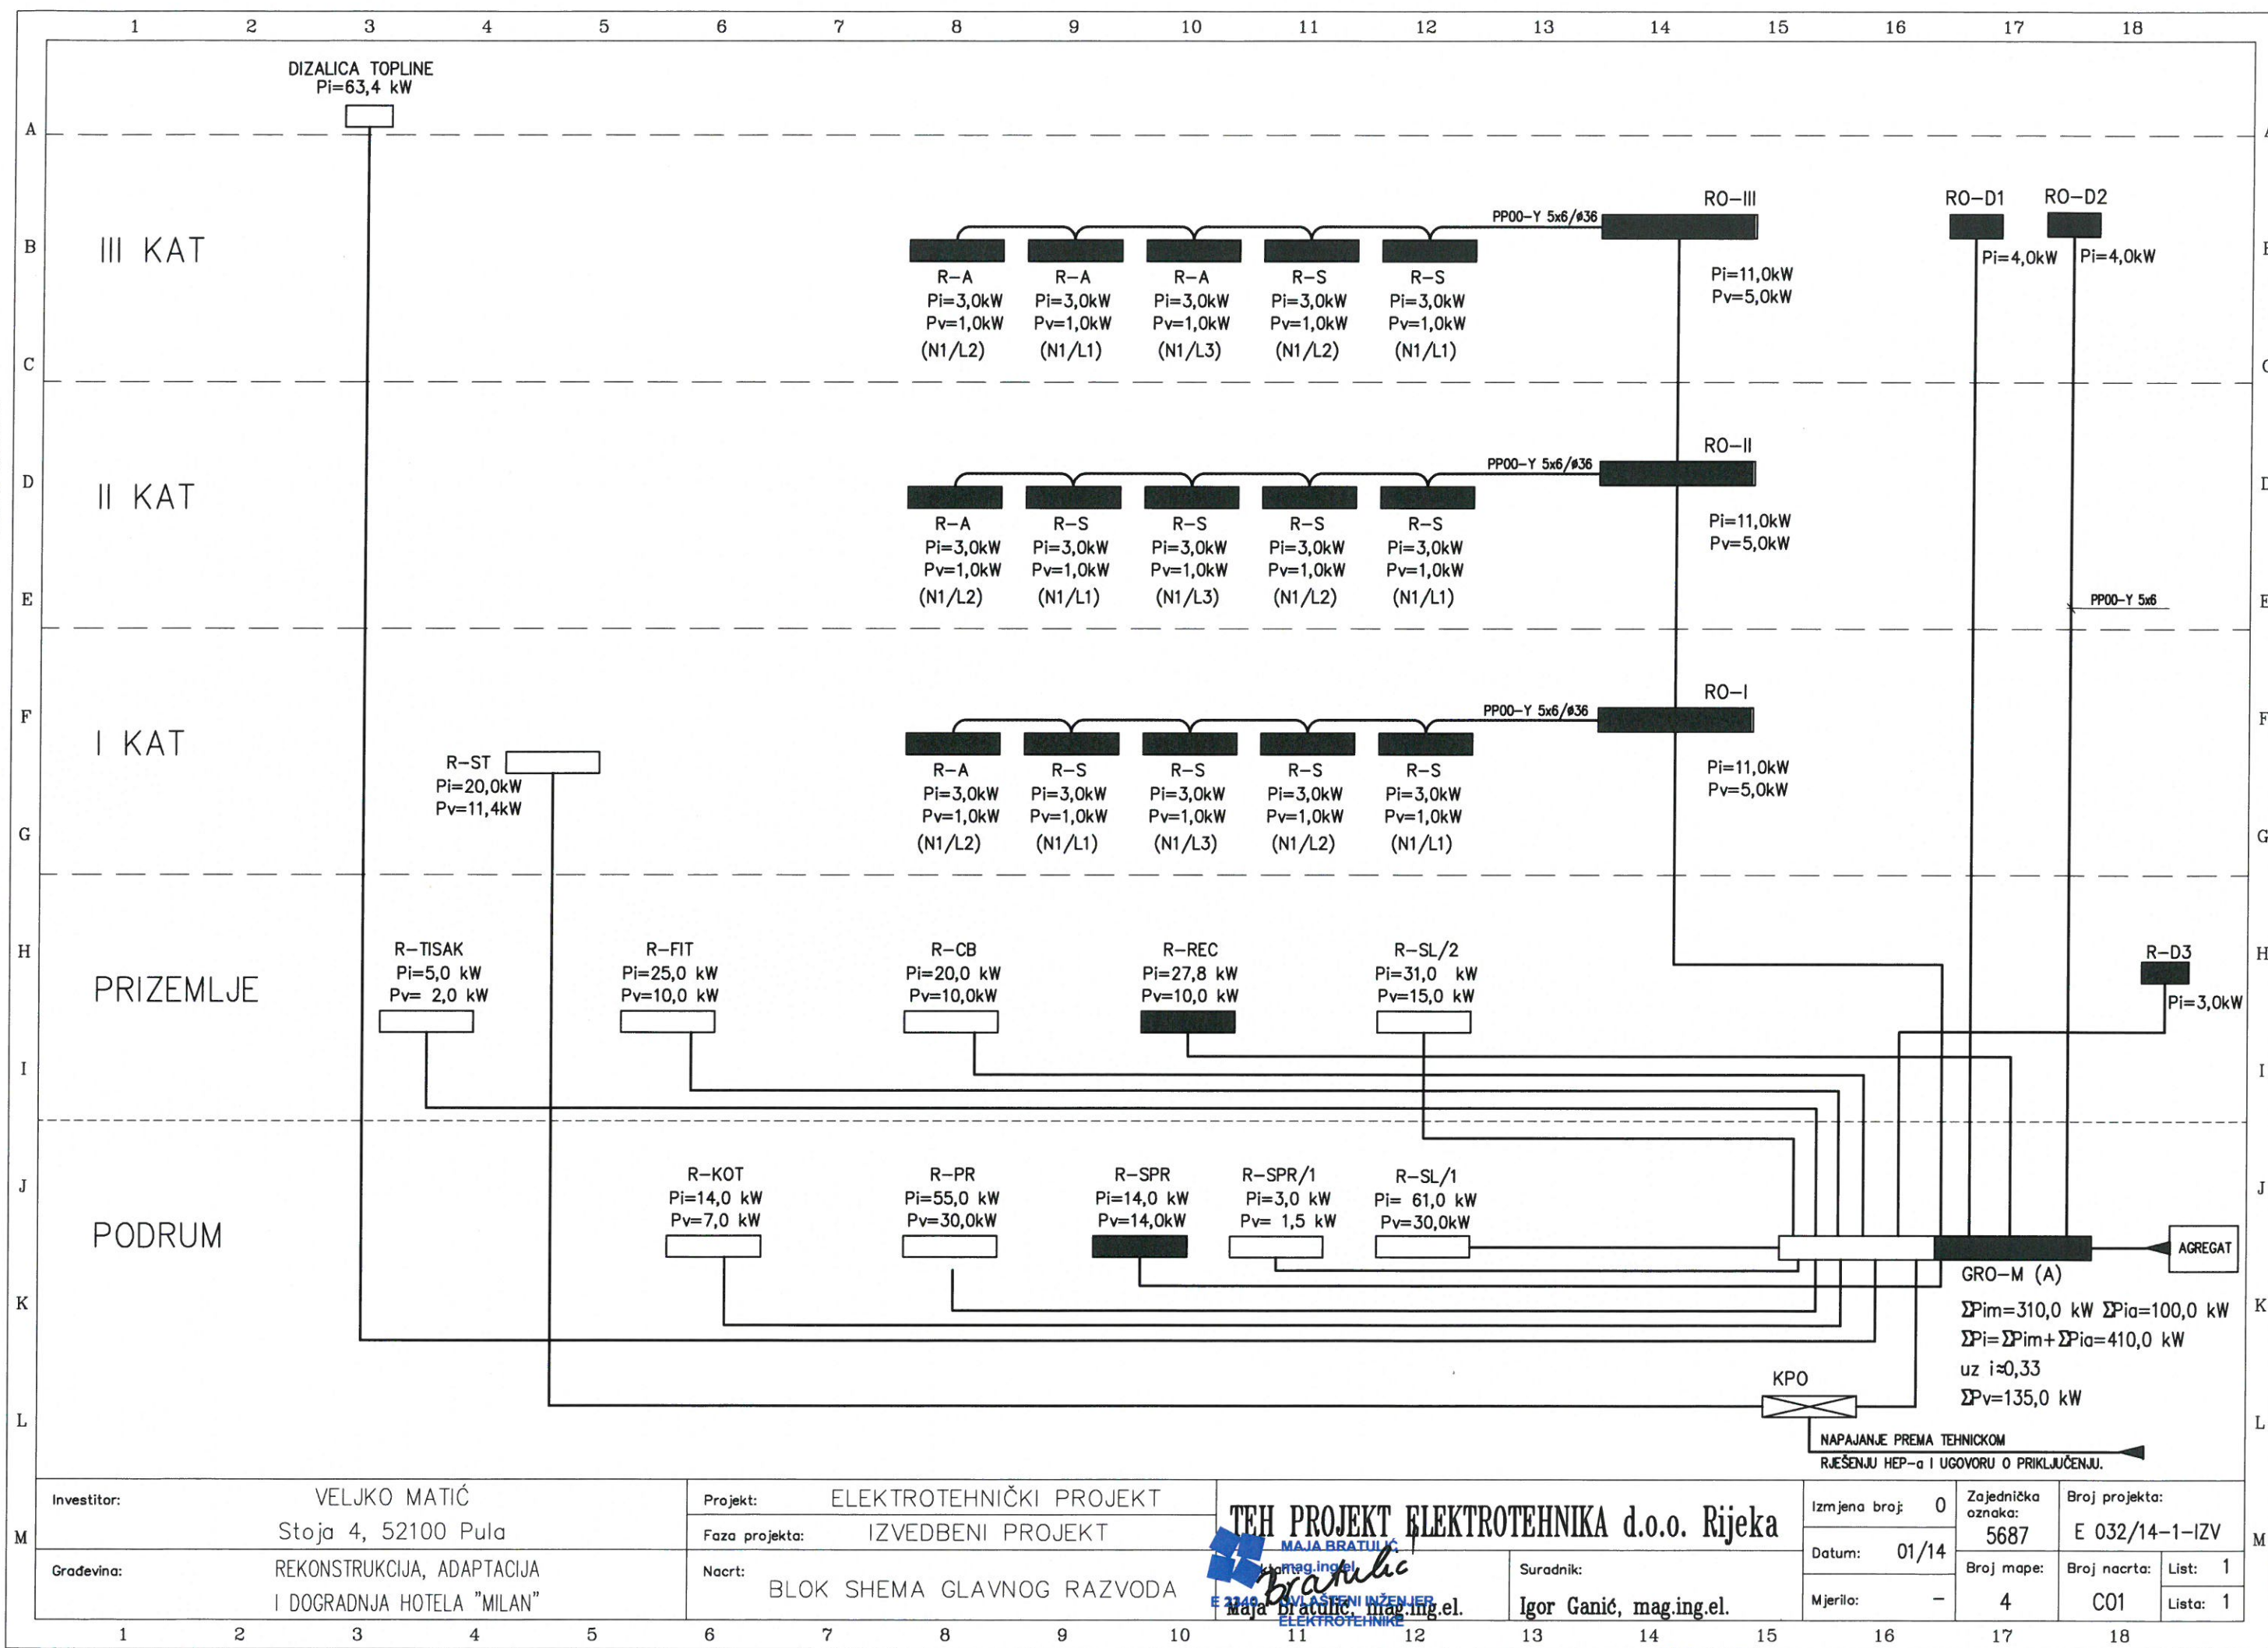 1 2 3 4 5 6 7 8 9 10 11 12 13 14 15 16 17 18
DIZALICA TOPLINE
Pi=63,4 kW
A
III KAT
B
B
C
PP00-Y 5x6/ø36
RO-III
Pi=11,0kW
Pv=5,0kW
RO-D1
Pi=4,0kW
RO-D2
Pi=4,0kW
R-A
Pi=3,0kW
Pv=1,0kW
(N1/L2)
R-A
Pi=3,0kW
Pv=1,0kW
(N1/L1)
R-A
Pi=3,0kW
Pv=1,0kW
(N1/L3)
R-S
Pi=3,0kW
Pv=1,0kW
(N1/L2)
R-S
Pi=3,0kW
Pv=1,0kW
(N1/L1)
II KAT
D
D
E
E
PP00-Y 5x6/ø36
RO-II
Pi=11,0kW
Pv=5,0kW
R-A
Pi=3,0kW
Pv=1,0kW
(N1/L2)
R-S
Pi=3,0kW
Pv=1,0kW
(N1/L1)
R-S
Pi=3,0kW
Pv=1,0kW
(N1/L3)
R-S
Pi=3,0kW
Pv=1,0kW
(N1/L2)
R-S
Pi=3,0kW
Pv=1,0kW
(N1/L1)
PP00-Y 5x6
I KAT
F
F
G
G
R-ST
Pi=20,0kW
Pv=11,4kW
PP00-Y 5x6/ø36
RO-I
Pi=11,0kW
Pv=5,0kW
R-A
Pi=3,0kW
Pv=1,0kW
(N1/L2)
R-S
Pi=3,0kW
Pv=1,0kW
(N1/L1)
R-S
Pi=3,0kW
Pv=1,0kW
(N1/L3)
R-S
Pi=3,0kW
Pv=1,0kW
(N1/L2)
R-S
Pi=3,0kW
Pv=1,0kW
(N1/L1)
PRIZEMLJE
H
H
I
I
R-TISAK
Pi=5,0 kW
Pv= 2,0 kW
R-FIT
Pi=25,0 kW
Pv=10,0 kW
R-CB
Pi=20,0 kW
Pv=10,0kW
R-REC
Pi=27,8 kW
Pv=10,0 kW
R-SL/2
Pi=31,0 kW
Pv=15,0 kW
R-D3
Pi=3,0kW
PODRUM
J
J
K
K
L
L
R-KOT
Pi=14,0 kW
Pv=7,0 kW
R-PR
Pi=55,0 kW
Pv=30,0kW
R-SPR
Pi=14,0 kW
Pv=14,0kW
R-SPR/1
Pi=3,0 kW
Pv= 1,5 kW
R-SL/1
Pi= 61,0 kW
Pv=30,0kW
AGREGAT
GRO-M (A)
ΣPim=310,0 kW ΣPia=100,0 kW
ΣPi=ΣPim+ΣPia=410,0 kW
uz i≈0,33
ΣPv=135,0 kW
KPO
NAPAJANJE PREMA TEHNICKOM
RJEŠENJU HEP-a I UGOVORU O PRIKLJUČENJU.
M
M
Investitor:
VELJKO MATIĆ
Stoja 4, 52100 Pula
Građevina:
REKONSTRUKCIJA, ADAPTACIJA
I DOGRADNJA HOTELA "MILAN"
Projekt: ELEKTROTEHNIČKI PROJEKT
Faza projekta: IZVEDBENI PROJEKT
Nacrt: BLOK SHEMA GLAVNOG RAZVODA
TEH PROJEKT ELEKTROTEHNIKA d.o.o. Rijeka
MAJA BRATULIĆ
mag.ing.el.
Bratulić
OVLAŠTENI INŽENJER
ELEKTROTEHNIKE
Maja Bratulić, mag.ing.el.
Suradnik:
Igor Ganić, mag.ing.el.
Izmjena broj: 0
Datum: 01/14
Mjerilo: -
Zajednička
oznaka:
5687
Broj projekta:
E 032/14-1-IZV
Broj mape:
4
Broj nacrta:
C01
List: 1
Lista: 1
1 2 3 4 5 6 7 8 9 10 11 12 13 14 15 16 17 18